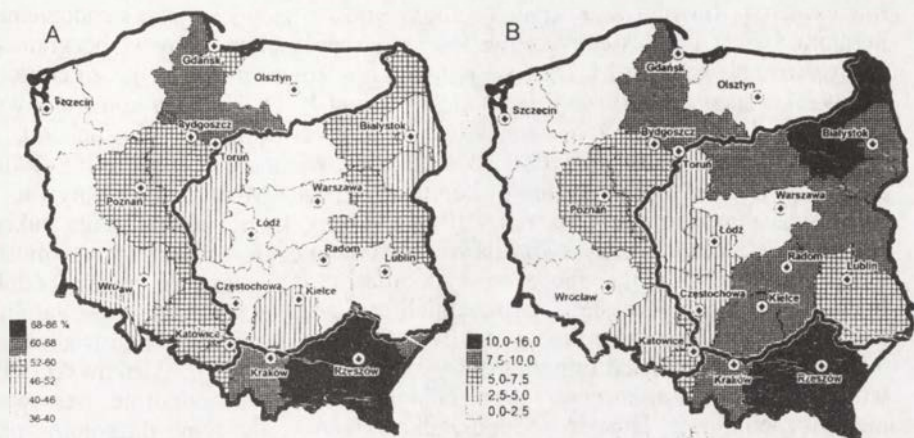 A
Gdańsk
Olsztyn
Szczecin
Bydgoszcz
Białystok
Toruń
Poznań
Warszawa
Łódź
Radom
Lublin
Częstochowa
Kielce
Katowice
Kraków
Rzeszów
68-86 %
60-68
52-60
46-52
40-46
36-40
B
Gdańsk
Olsztyn
Szczecin
Bydgoszcz
Białystok
Toruń
Poznań
Warszawa
Łódź
Radom
Lublin
Wrocław
Częstochowa
Kielce
Katowice
Kraków
Rzeszów
10,0-16,0
7,5-10,0
5,0-7,5
2,5-5,0
0,0-2,5